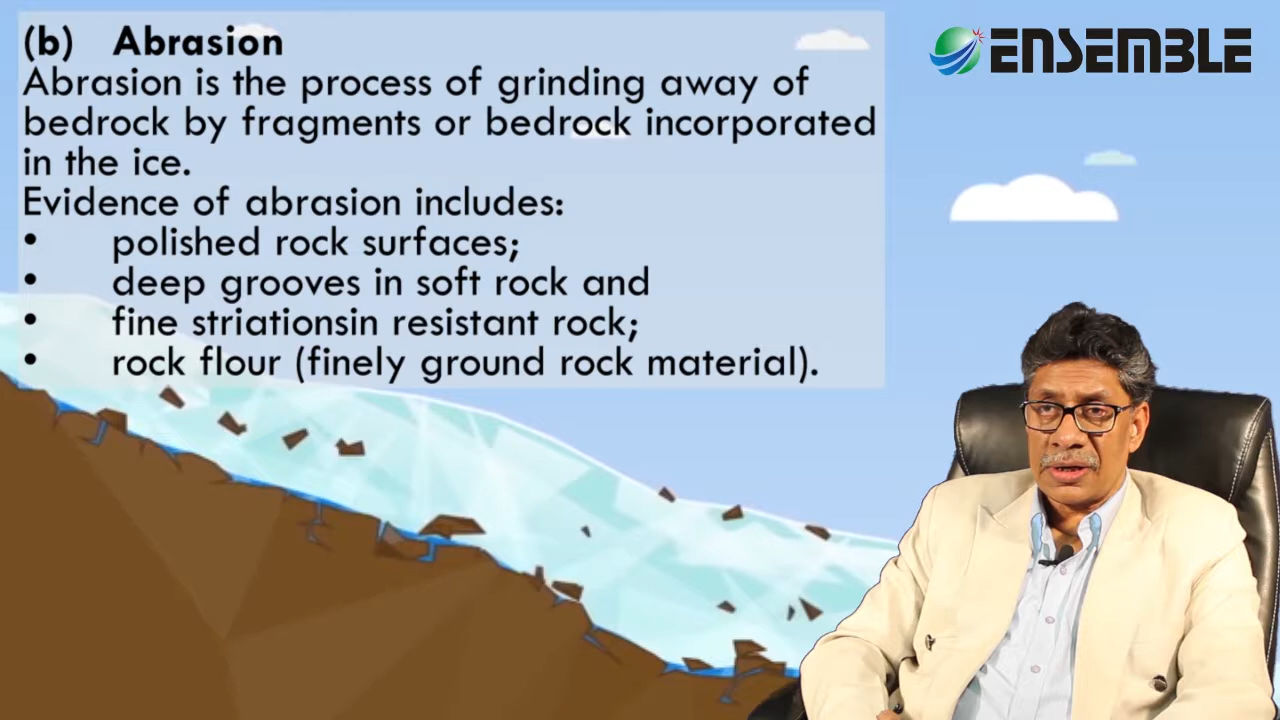 (b) Abrasion
Abrasion is the process of grinding away of
bedrock by fragments or bedrock incorporated
in the ice.
Evidence of abrasion includes:
• polished rock surfaces;
• deep grooves in soft rock and
• fine striationsin resistant rock;
• rock flour (finely ground rock material).
ENSEMBLE